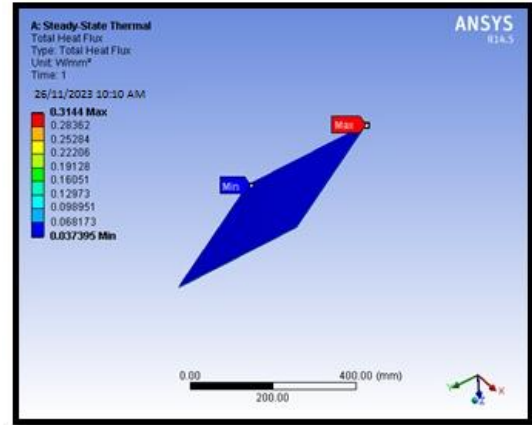 A: Steady-State Thermal
Total Heat Flux
Type: Total Heat Flux
Unit: W/mm²
Time: 1
26/11/2023 10:10 AM
0.3144 Max
0.28362
0.25284
0.22206
0.19128
0.16051
0.12973
0.098951
0.068173
0.037395 Min
ANSYS
R14.5
Max
Min
0.00
400.00 (mm)
200.00
Y
X
Z